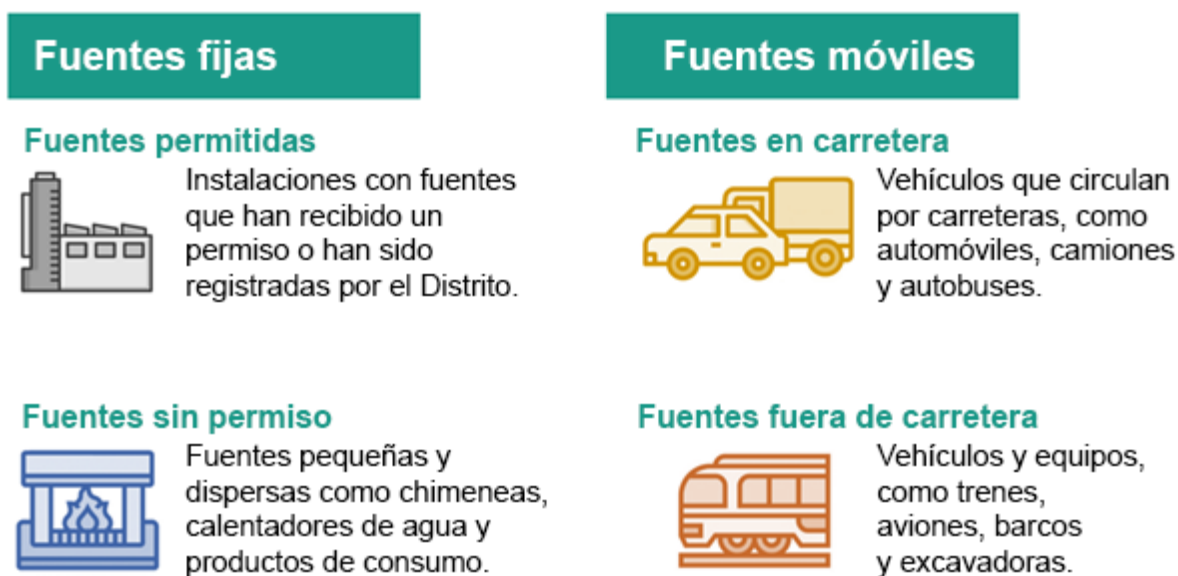 Fuentes fijas
Fuentes permitidas
Instalaciones con fuentes
que han recibido un
permiso o han sido
registradas por el Distrito.
Fuentes sin permiso
Fuentes pequeñas y
dispersas como chimeneas,
calentadores de agua y
productos de consumo.
Fuentes móviles
Fuentes en carretera
Vehículos que circulan
por carreteras, como
automóviles, camiones
y autobuses.
Fuentes fuera de carretera
Vehículos y equipos,
como trenes,
aviones, barcos
y excavadoras.